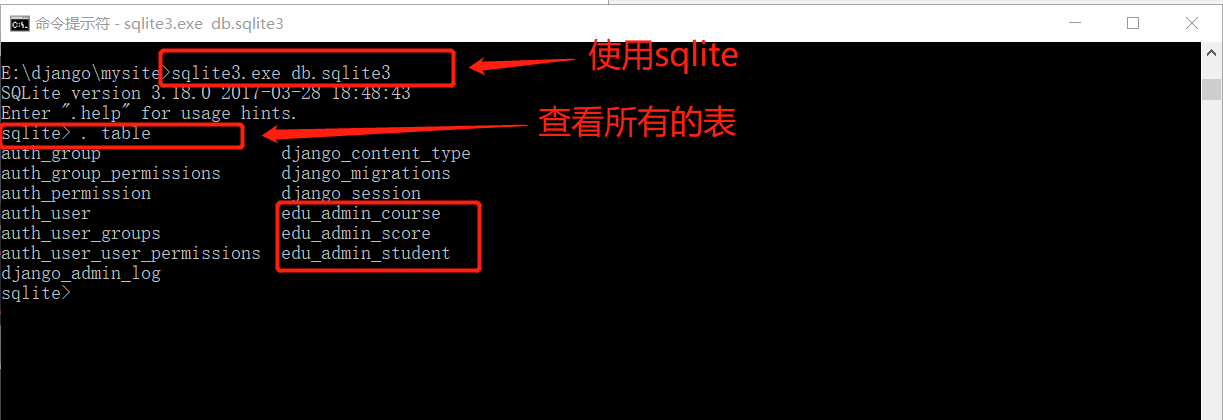 命令提示符 - sqlite3.exe db.sqlite3
E:\django\mysite>sqlite3.exe db.sqlite3
使用sqlite
SQLite version 3.18.0 2017-03-28 18:48:43
Enter ".help" for usage hints.
sqlite> . table
查看所有的表
auth_group django_content_type
auth_group_permissions django_migrations
auth_permission django_session
auth_user edu_admin_course
auth_user_groups edu_admin_score
auth_user_user_permissions edu_admin_student
django_admin_log
sqlite>